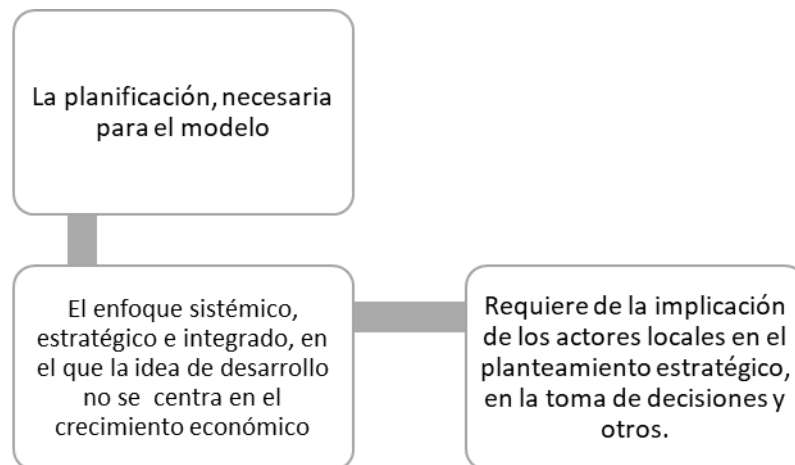 La planificación, necesaria
para el modelo
El enfoque sistémico,
estratégico e integrado, en
el que la idea de desarrollo
no se centra en el
crecimiento económico
Requiere de la implicación
de los actores locales en el
planteamiento estratégico,
en la toma de decisiones y
otros.